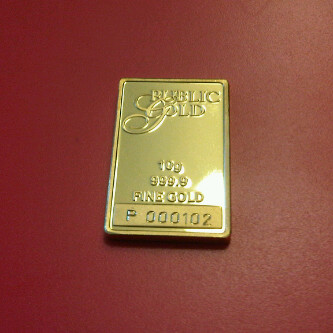 PUBLIC
GOLD
10g
999.9
FINE GOLD
P 000102